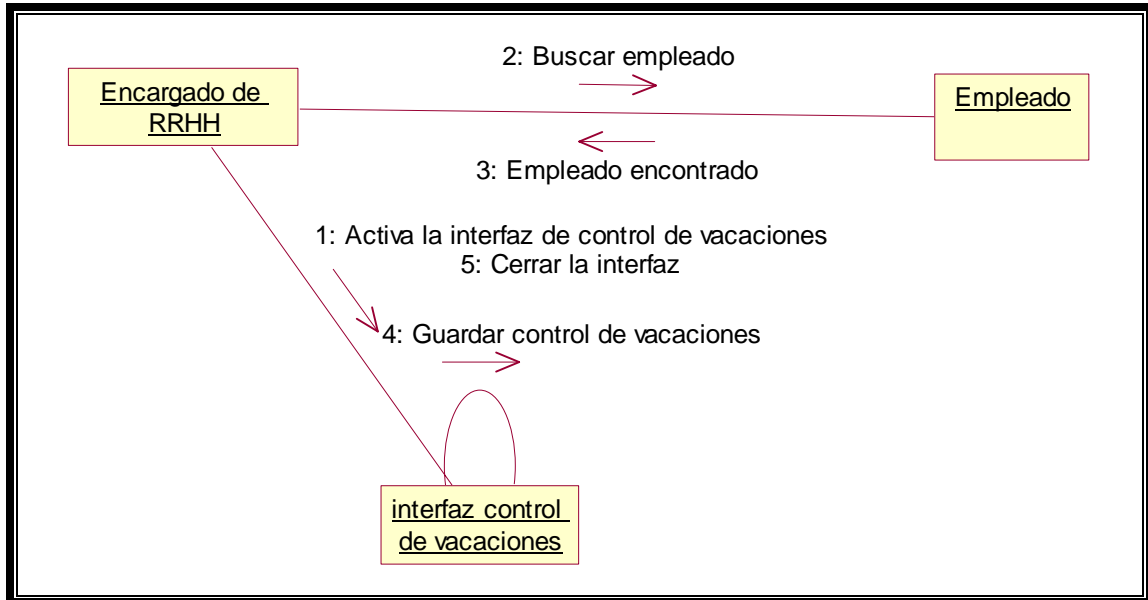 2: Buscar empleado
Encargado de
RRHH
Empleado
3: Empleado encontrado
1: Activa la interfaz de control de vacaciones
5: Cerrar la interfaz
4: Guardar control de vacaciones
interfaz control
de vacaciones